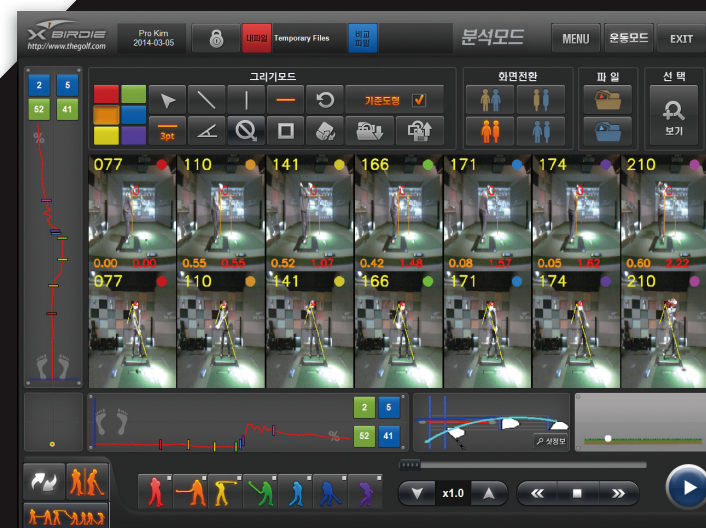 X BIRDIE
http://www.thegolf.com
Pro Kim
2014-03-05
내파일
Temporary Files
비교
파일
분석모드
MENU
운동모드
EXIT
2 5
52 41
%
그리기모드
화면전환
파 일
선 택
기준도형
3pt
보기
077 110 141 166 171 174 210
0.00 0.00 0.55 0.55 0.52 1.07 0.42 1.48 0.08 1.57 0.05 1.62 0.60 2.22
077 110 141 166 171 174 210
2 5
% 52 41
샷정보
x1.0